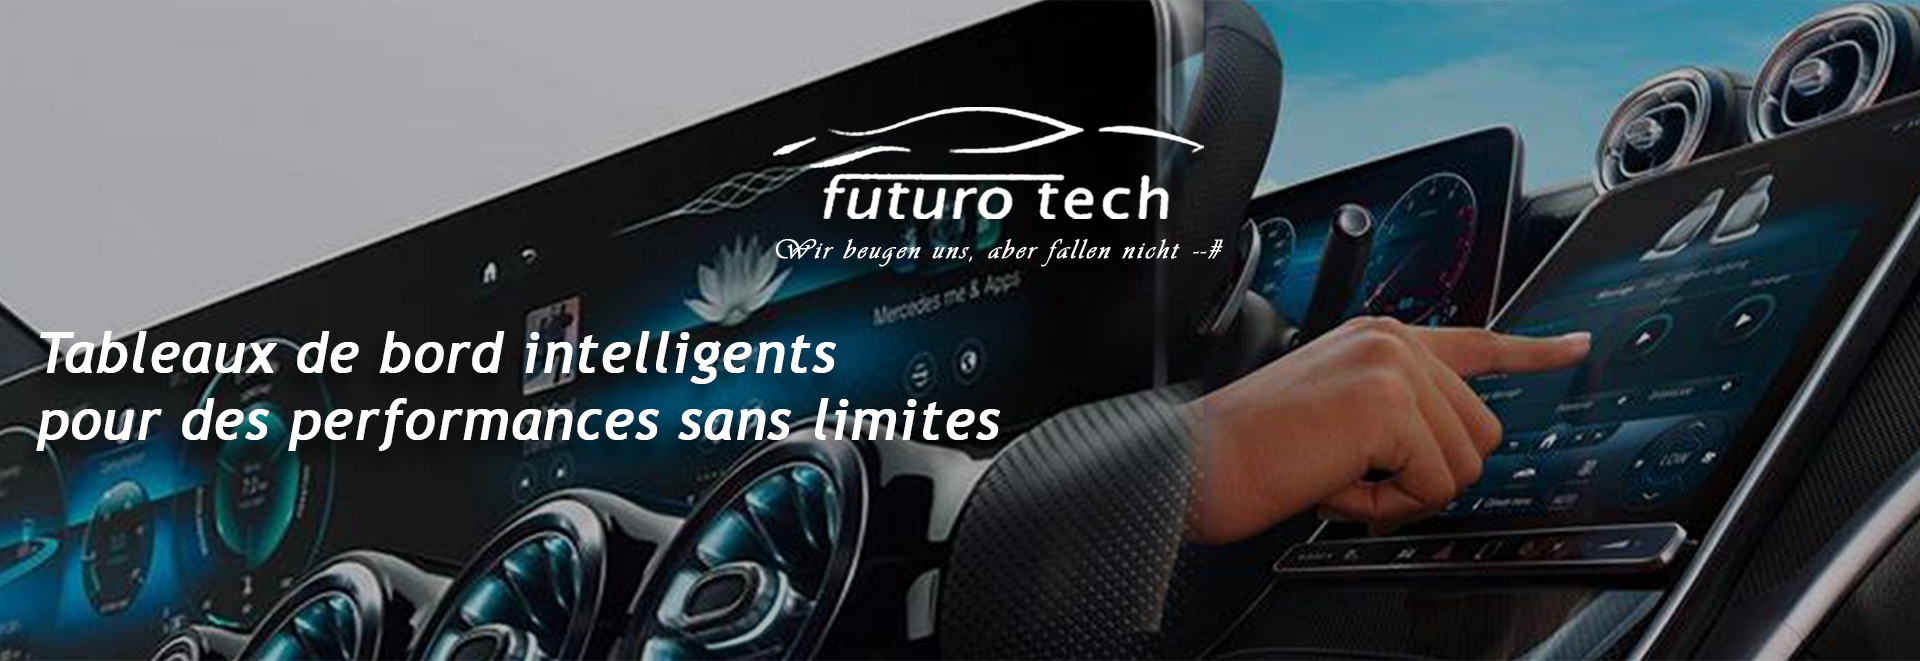 futuro tech
Wir beugen uns, aber fallen nicht --#
Mercedes me & Apps
Tableaux de bord intelligents
pour des performances sans limites
LOW